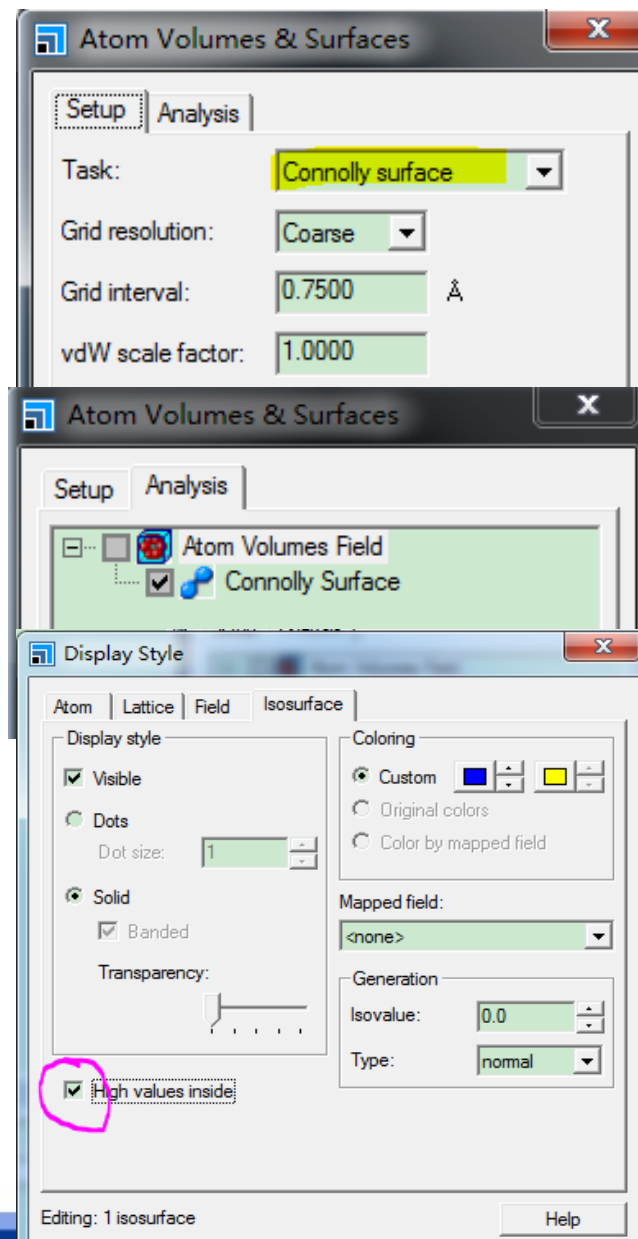 Atom Volumes & Surfaces
Setup Analysis
Task: Connolly surface
Grid resolution: Coarse
Grid interval: 0.7500 Å
vdW scale factor: 1.0000
Atom Volumes & Surfaces
Setup Analysis
Atom Volumes Field
Connolly Surface
Display Style
Atom Lattice Field Isosurface
Display style Coloring
Visible Custom
Dots Original colors
Dot size: 1 Color by mapped field
Solid Mapped field:
Banded <none>
Transparency: Generation
Isovalue: 0.0
Type: normal
High values inside
Editing: 1 isosurface Help